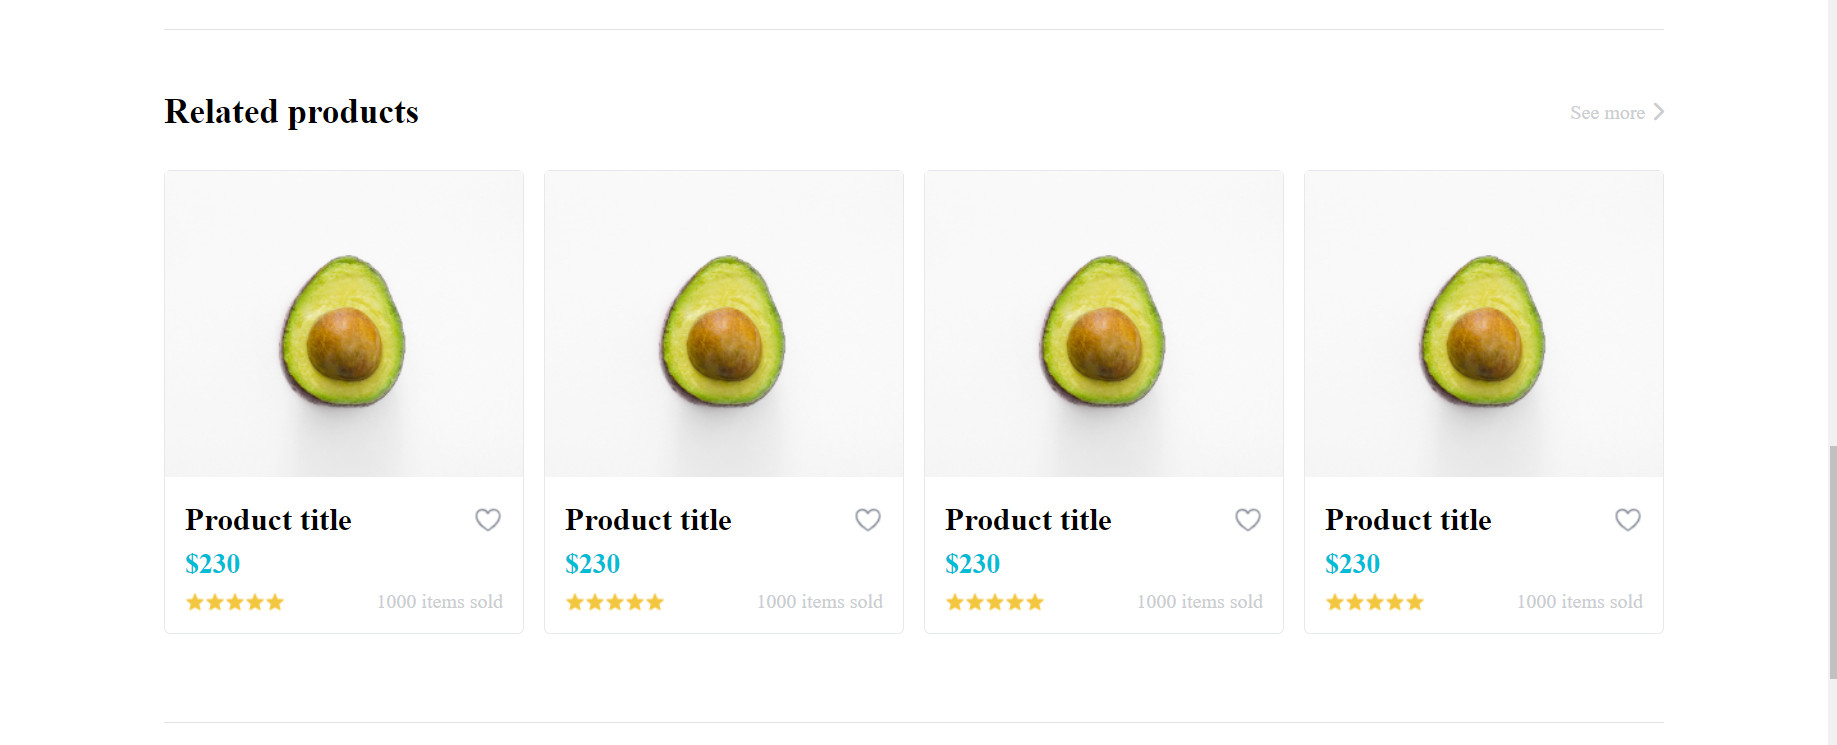 Related products
See more
Product title
Product title
Product title
Product title
$230
$230
$230
$230
1000 items sold
1000 items sold
1000 items sold
1000 items sold